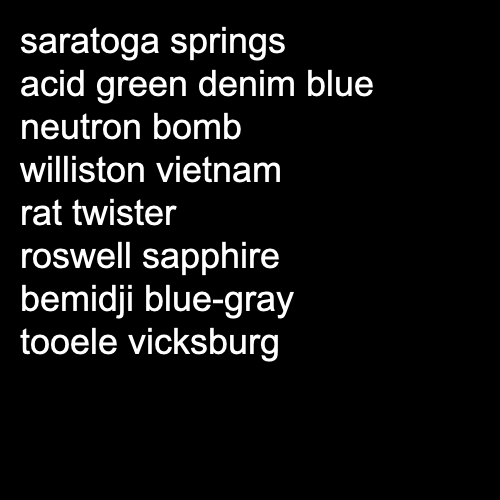 saratoga springs
acid green denim blue
neutron bomb
williston vietnam
rat twister
roswell sapphire
bemidji blue-gray
tooele vicksburg